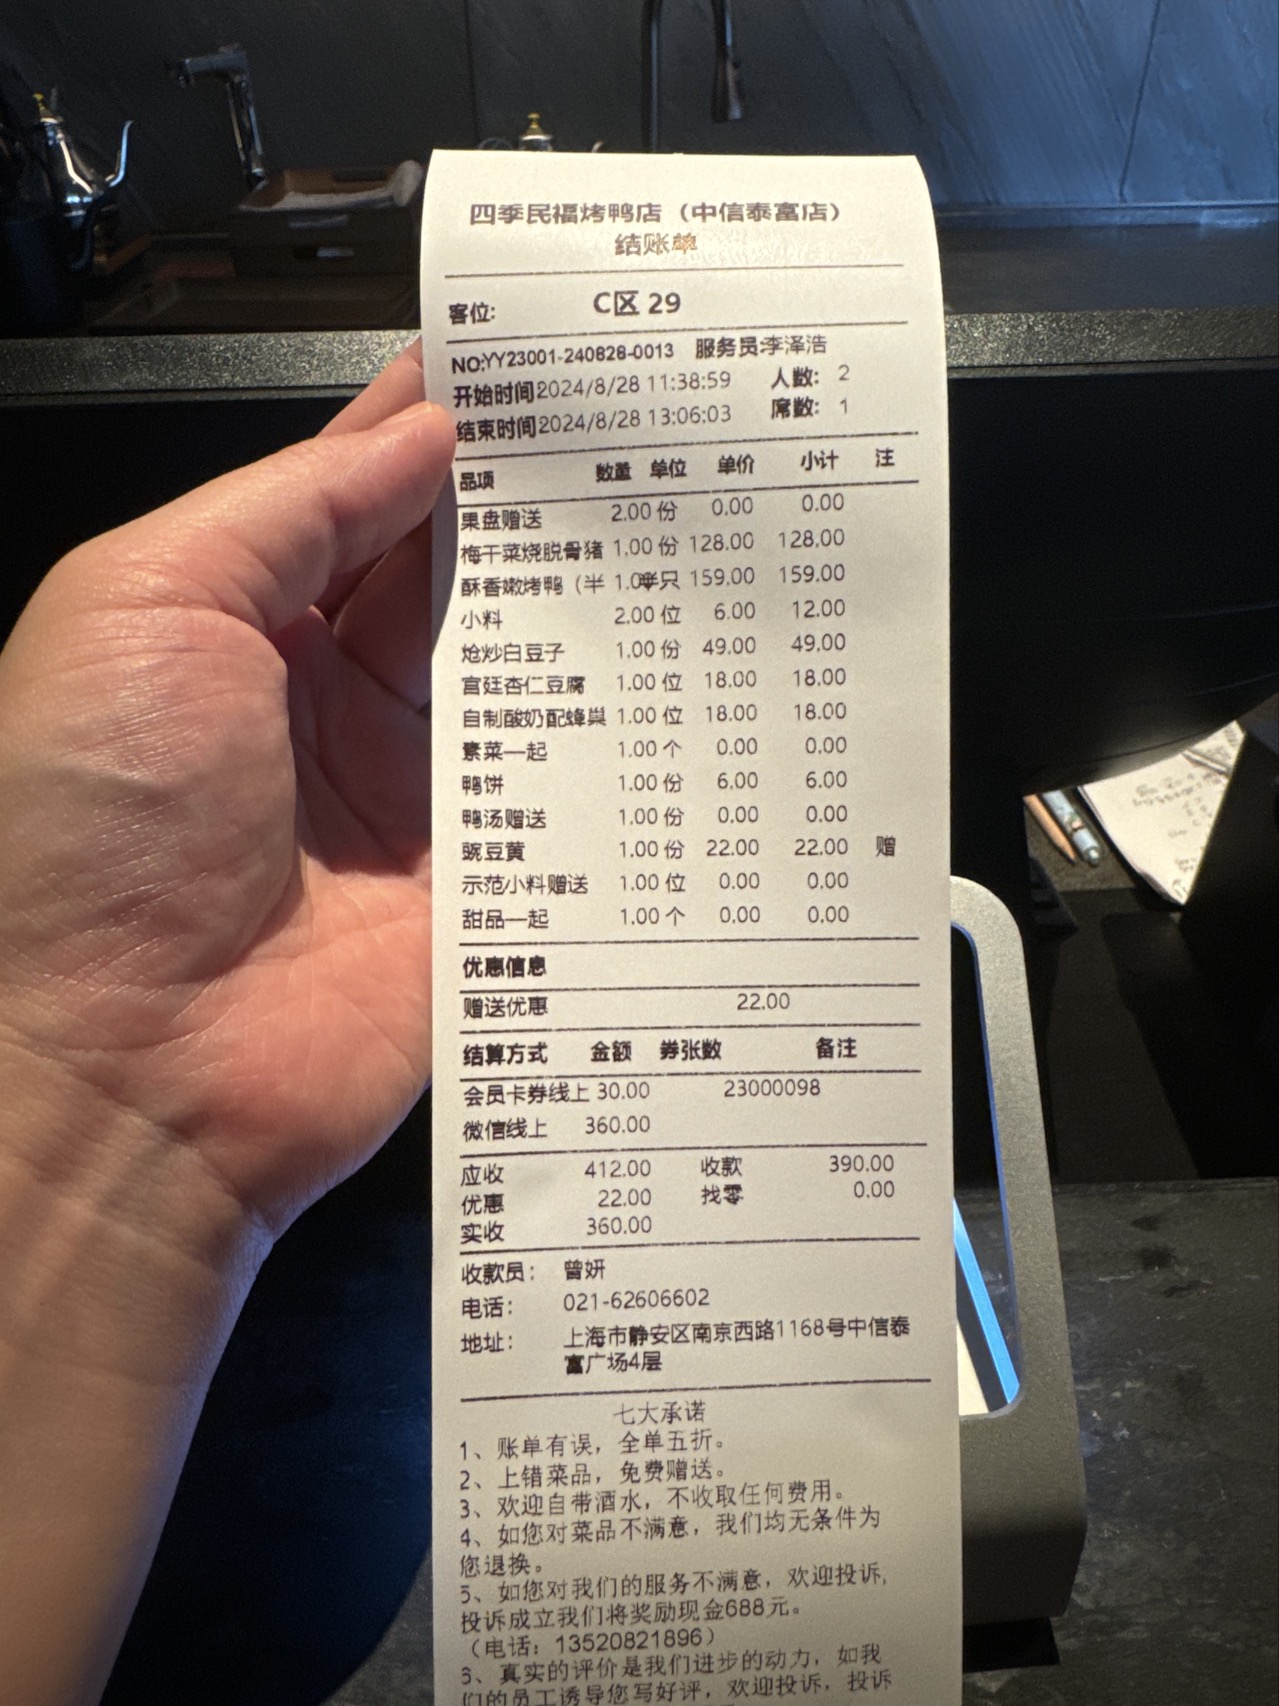 四季民福烤鸭店（中信泰富店）
结账单
客位: C区 29
NO:YY23001-240828-0013 服务员:李泽浩
开始时间2024/8/28 11:38:59 人数: 2
结束时间2024/8/28 13:06:03 席数: 1
品项 数量 单位 单价 小计 注
果盘赠送 2.00 份 0.00 0.00
梅干菜烧脱骨猪 1.00 份 128.00 128.00
酥香嫩烤鸭（半 1.00半只 159.00 159.00
小料 2.00 位 6.00 12.00
炝炒白豆子 1.00 份 49.00 49.00
宫廷杏仁豆腐 1.00 位 18.00 18.00
自制酸奶配蜂巢 1.00 位 18.00 18.00
素菜一起 1.00 个 0.00 0.00
鸭饼 1.00 份 6.00 6.00
鸭汤赠送 1.00 份 0.00 0.00
豌豆黄 1.00 份 22.00 22.00 赠
示范小料赠送 1.00 位 0.00 0.00
甜品一起 1.00 个 0.00 0.00
优惠信息
赠送优惠 22.00
结算方式 金额 券张数 备注
会员卡券线上 30.00 23000098
微信线上 360.00
应收 412.00 收款 390.00
优惠 22.00 找零 0.00
实收 360.00
收款员: 曾妍
电话: 021-62606602
地址: 上海市静安区南京西路1168号中信泰
富广场4层
七大承诺
1、账单有误，全单五折。
2、上错菜品，免费赠送。
3、欢迎自带酒水，不收取任何费用。
4、如您对菜品不满意，我们均无条件为
您退换。
5、如您对我们的服务不满意，欢迎投诉，
投诉成立我们将奖励现金688元。
（电话：13520821896）
6、真实的评价是我们进步的动力，如我
们的员工诱导您写好评，欢迎投诉，投诉